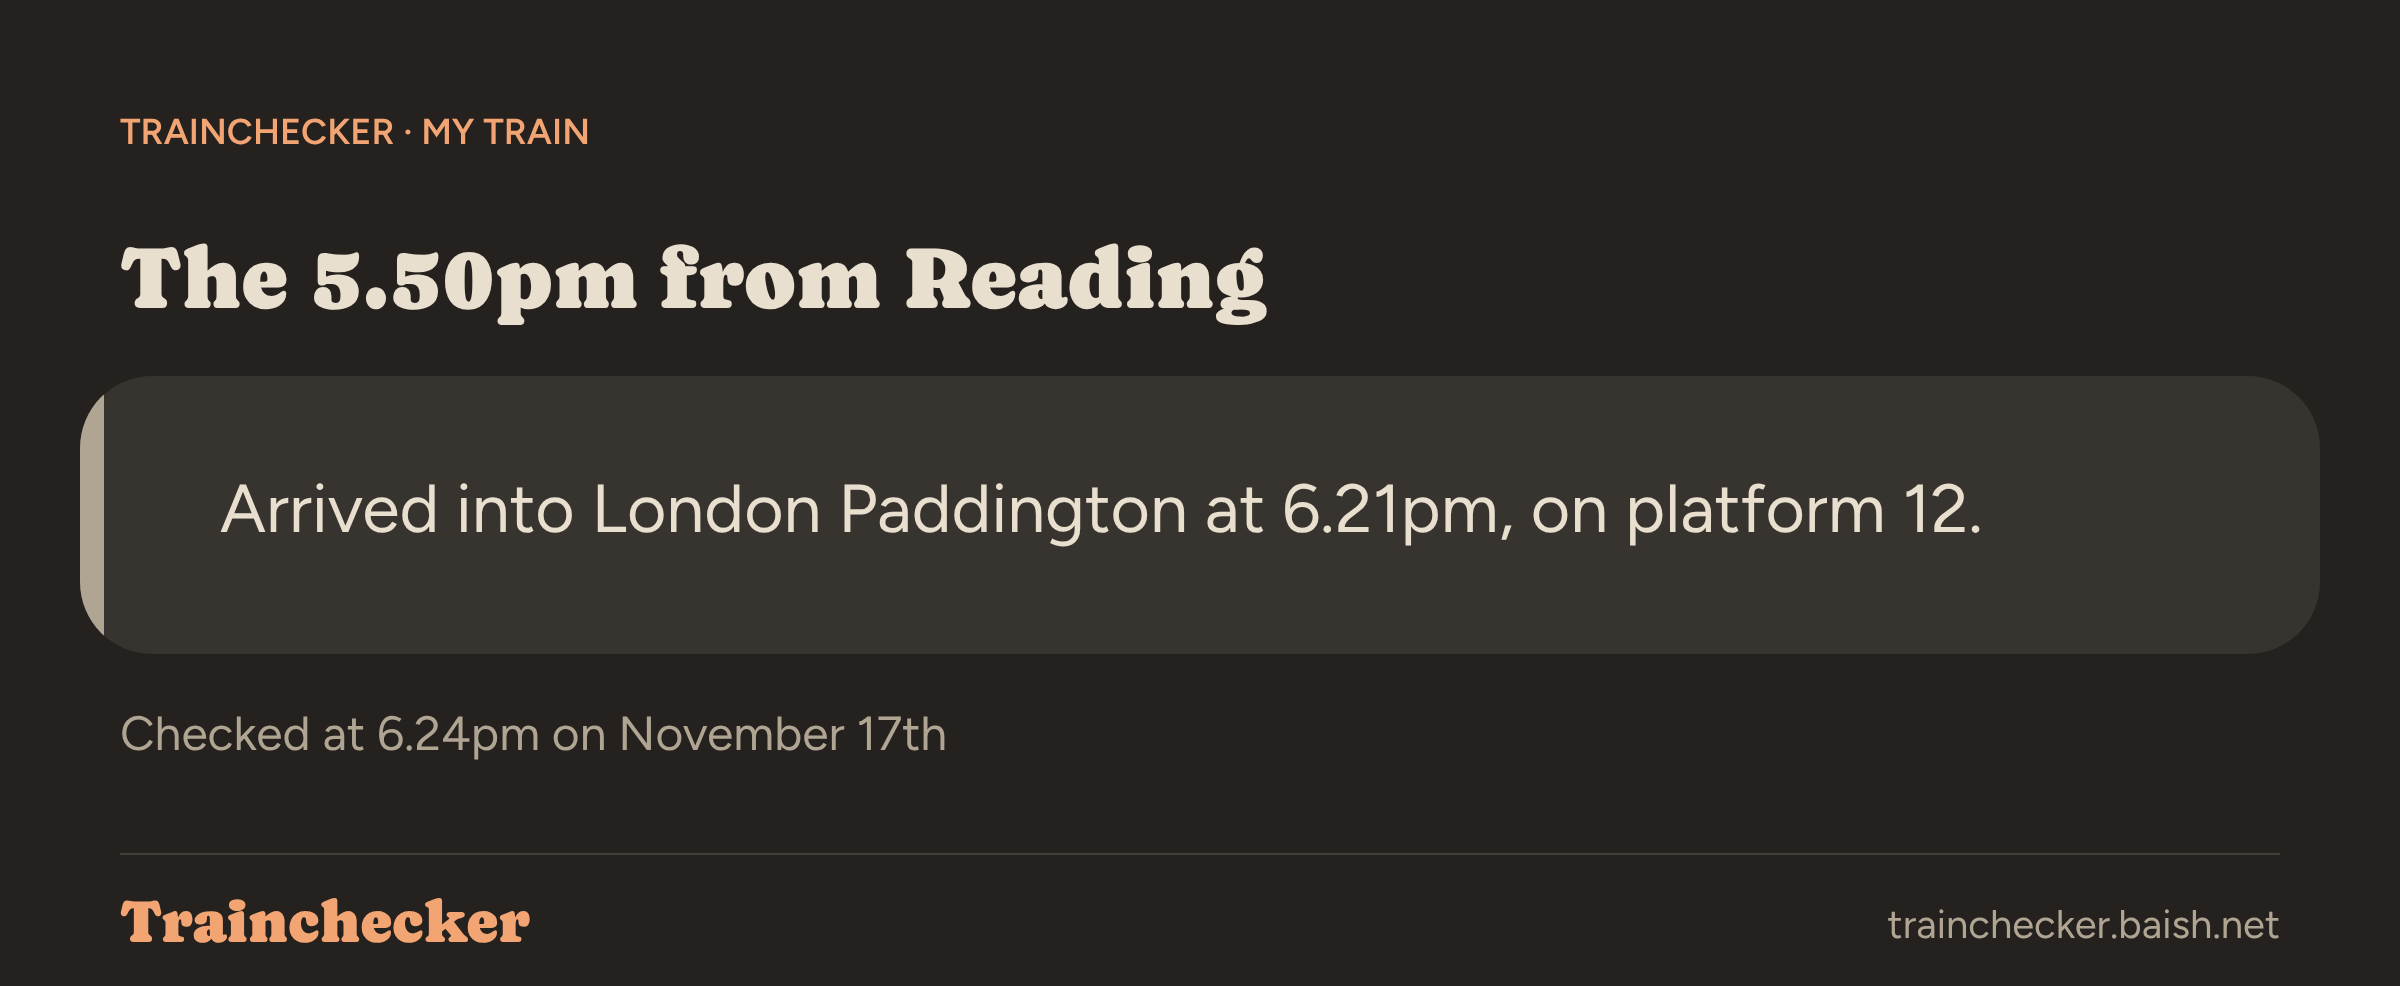 TRAINCHECKER · MY TRAIN
The 5.50pm from Reading
Arrived into London Paddington at 6.21pm, on platform 12.
Checked at 6.24pm on November 17th
Trainchecker
trainchecker.baish.net